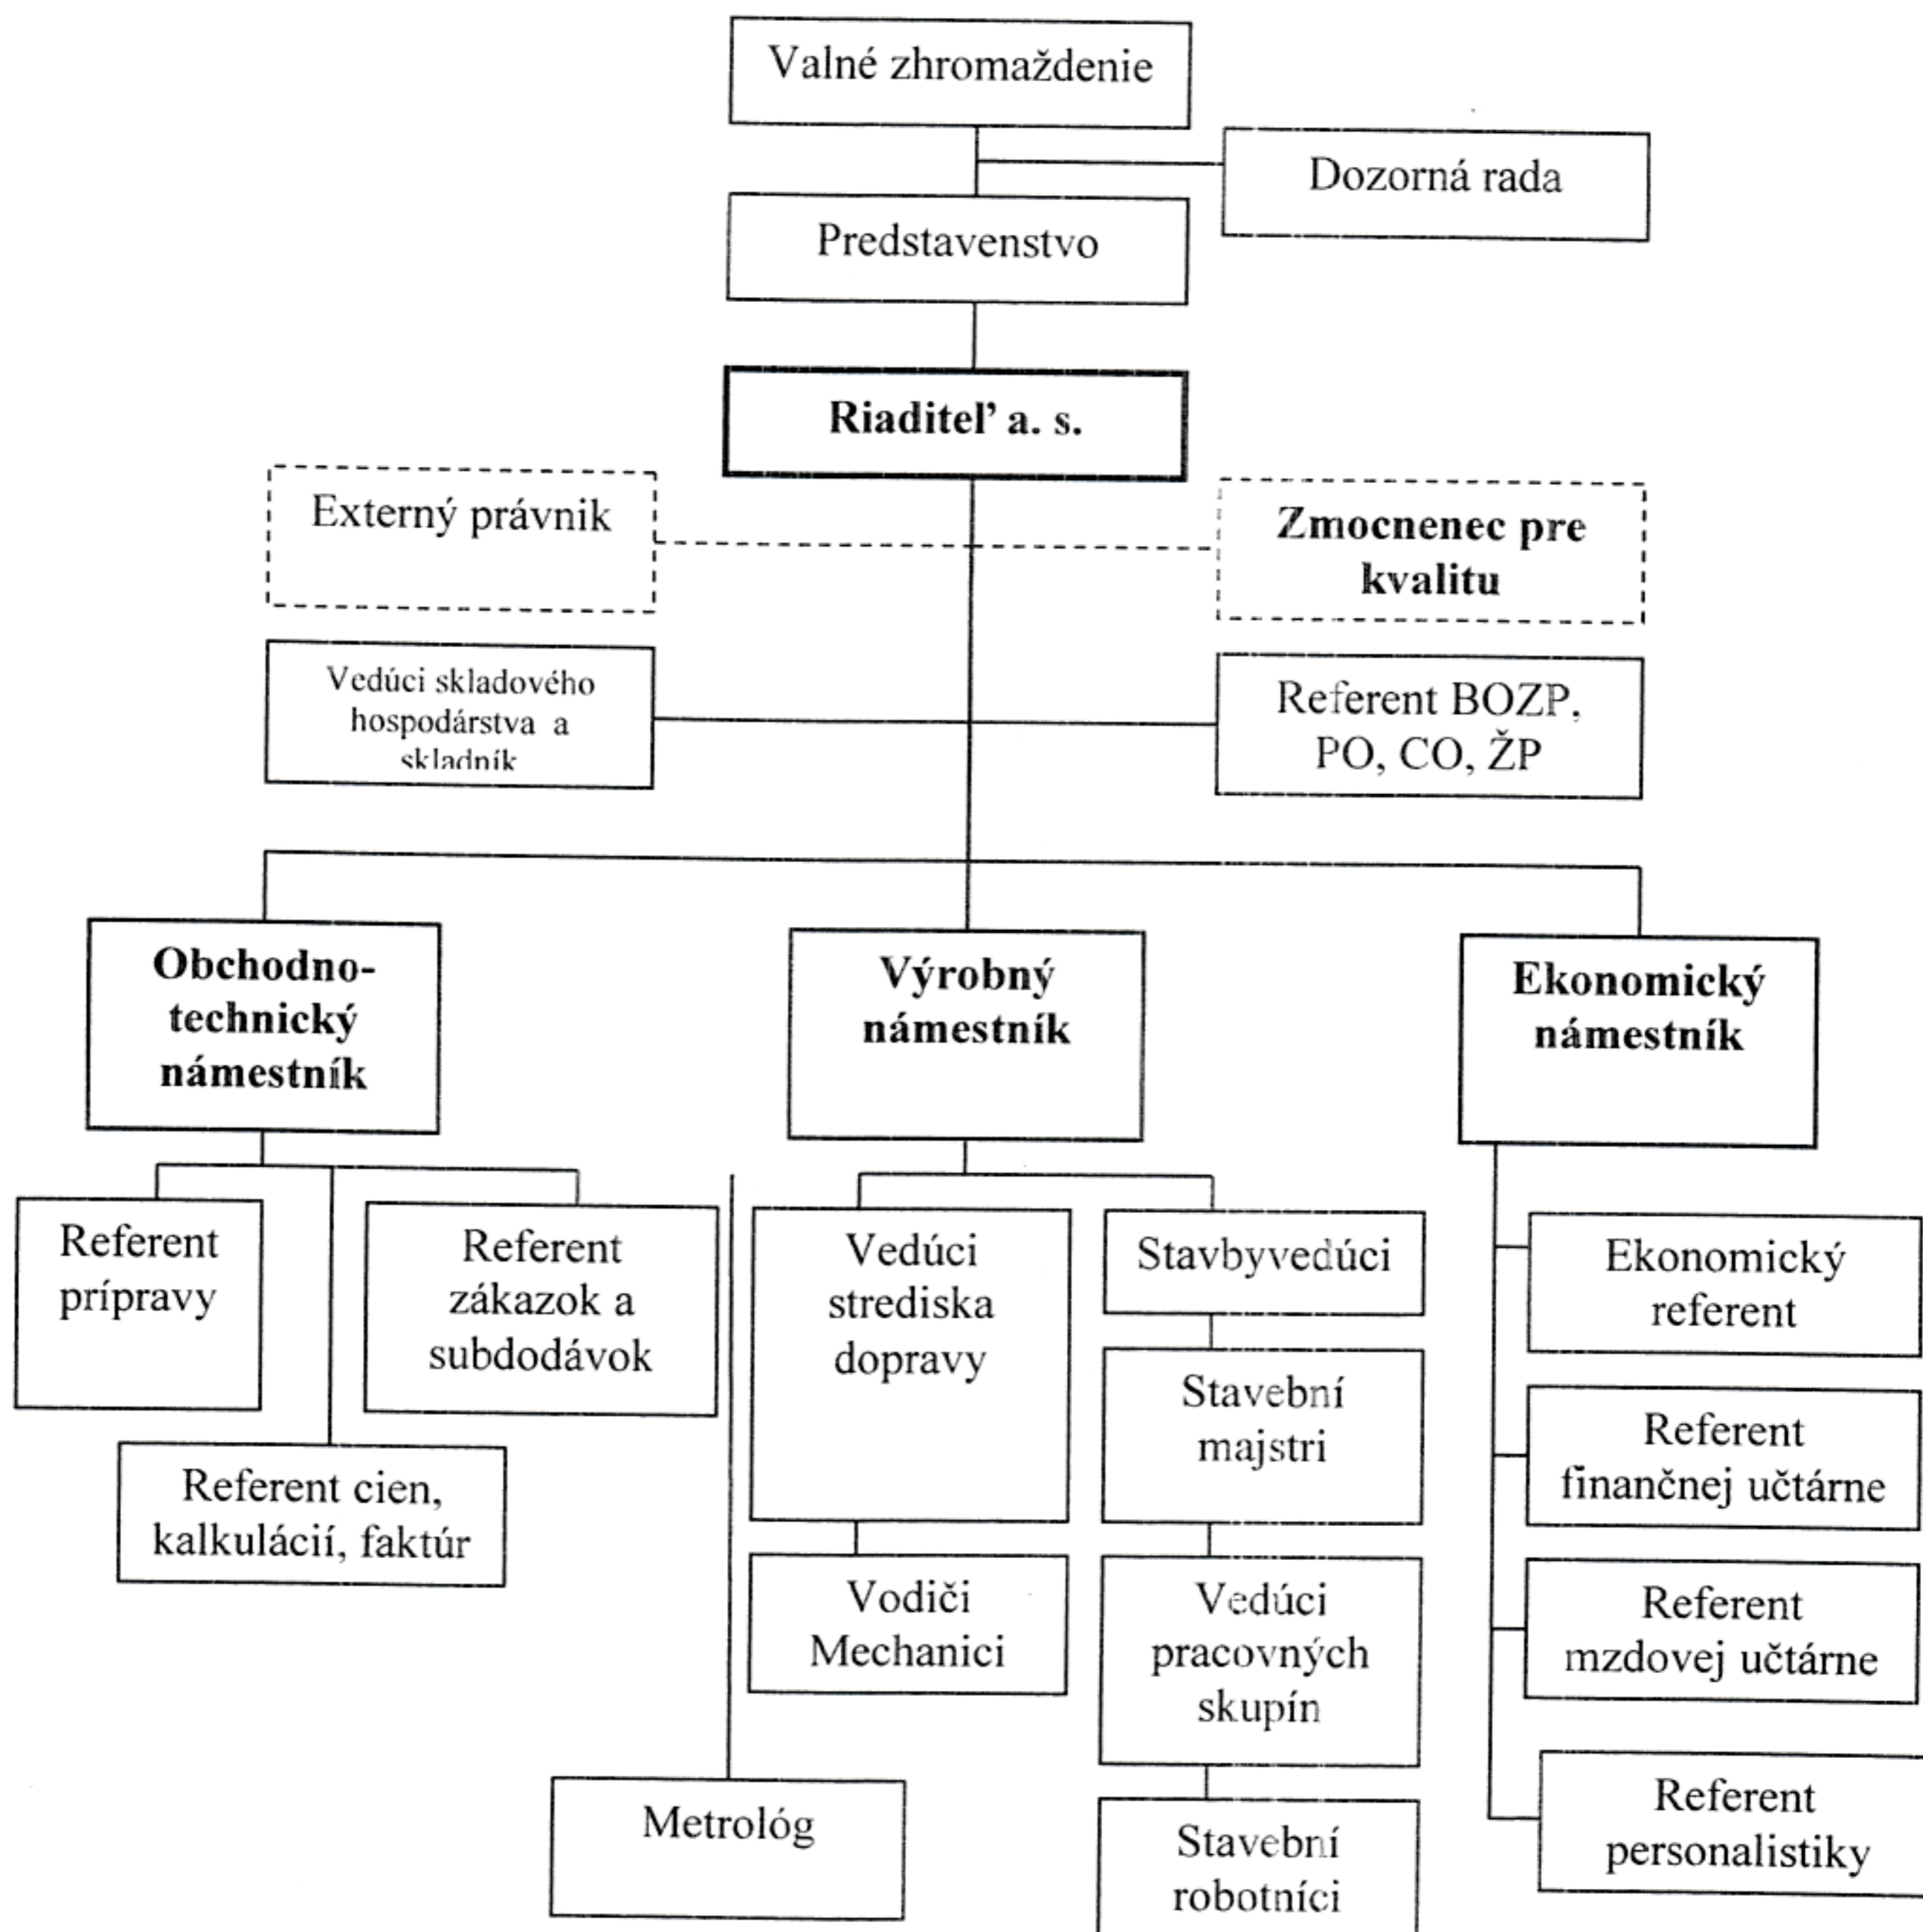 Valné zhromaždenie
Dozorná rada
Predstavenstvo
Riaditeľ a. s.
Externý právnik
Zmocnenec pre
kvalitu
Vedúci skladového
hospodárstva a
skladník
Referent BOZP,
PO, CO, ŽP
Obchodno-
technický
námestník
Výrobný
námestník
Ekonomický
námestník
Referent
prípravy
Referent
zákazok a
subdodávok
Referent cien,
kalkulácií, faktúr
Vedúci
strediska
dopravy
Vodiči
Mechanici
Metrológ
Stavbyvedúci
Stavební
majstri
Vedúci
pracovných
skupín
Stavební
robotníci
Ekonomický
referent
Referent
finančnej učtárne
Referent
mzdovej učtárne
Referent
personalistiky